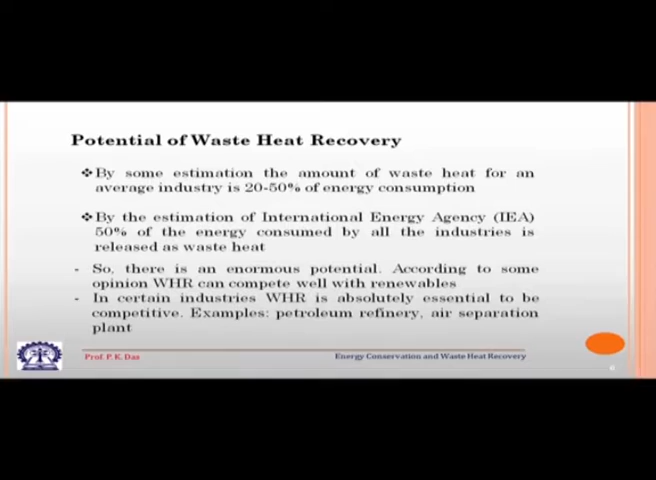 Potential of Waste Heat Recovery
❖By some estimation the amount of waste heat for an
average industry is 20-50% of energy consumption
❖By the estimation of International Energy Agency (IEA)
50% of the energy consumed by all the industries is
released as waste heat
- So, there is an enormous potential. According to some
opinion WHR can compete well with renewables
- In certain industries WHR is absolutely essential to be
competitive. Examples: petroleum refinery, air separation
plant
Prof. P. K. Das
Energy Conservation and Waste Heat Recovery